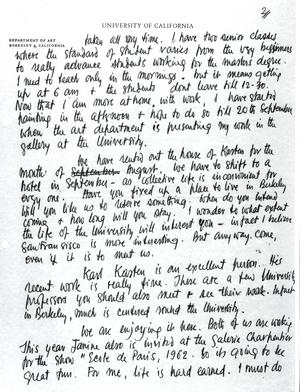 UNIVERSITY OF CALIFORNIA
DEPARTMENT OF ART
BERKELEY 4, CALIFORNIA
taken all my time. I have two senior classes
where the standard of student varies from the very beginners
to really advance students working for the masters degree.
I need to teach only in the mornings. but it means getting
up at 6 am & the students dont leave till 12-30.
Now that I am more at home, with work, I have started
painting in the afternoon & hope to do so till 20th September
when the art department is presenting my work in the
gallery at the University.
We have rented out the house of Karsten for the
month of August. We have to shift to a
hotel in September - as collective life is inconvenient for
every one. Have you fixed up a place to live in Berkeley
Will you like us to reserve something. When do you intend
coming & how long will you stay. I wonder to what extent
the life of the University will interest you - in fact I believe
San Francisco is more interesting. But any way. Come,
even if it is to meet us.
Karl Kasten is an excellent person. His
recent work is really fine. There are a few University
professors you should also meet & see their work. Infact
in Berkeley, much is centred round the University.
We are enjoying it here. Both of us are working
This year Janine also is invited at the Galerie Charpentier
for the show "Ecole de Paris, 1962. So its going to be
great fun. For me, life is hard earned. I must do